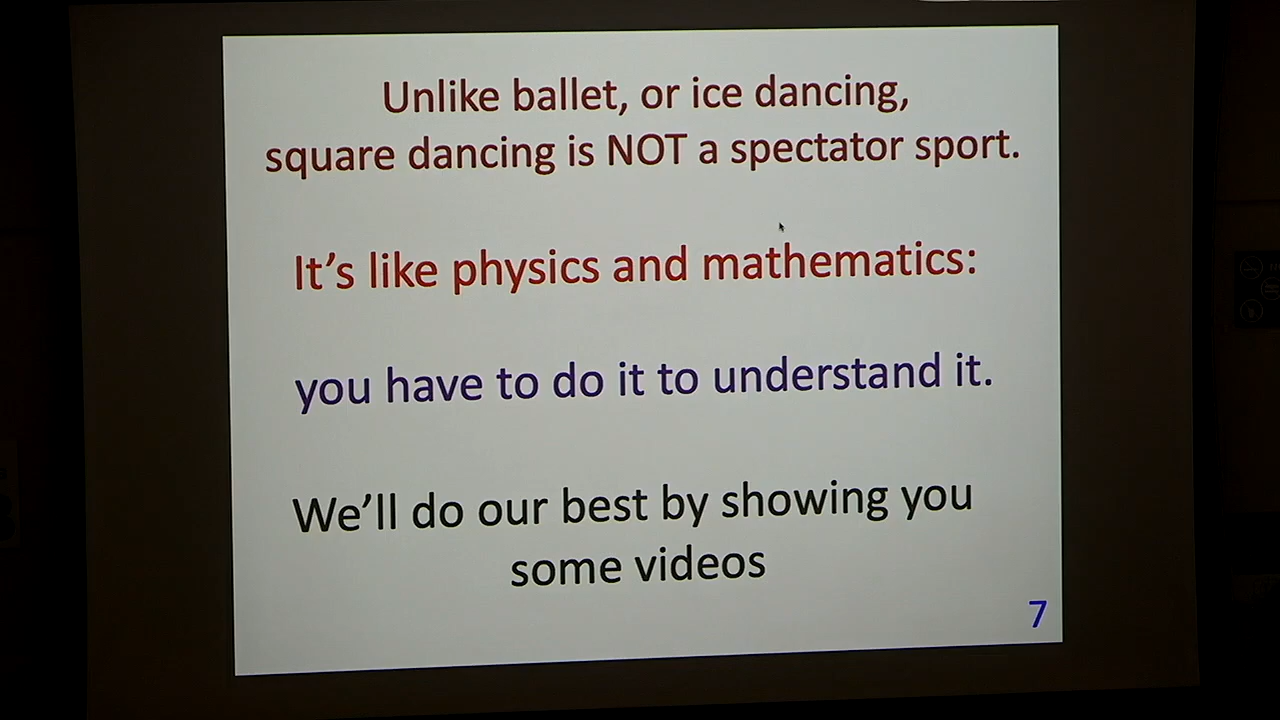 Unlike ballet, or ice dancing,
square dancing is NOT a spectator sport.
It’s like physics and mathematics:
you have to do it to understand it.
We’ll do our best by showing you
some videos
7